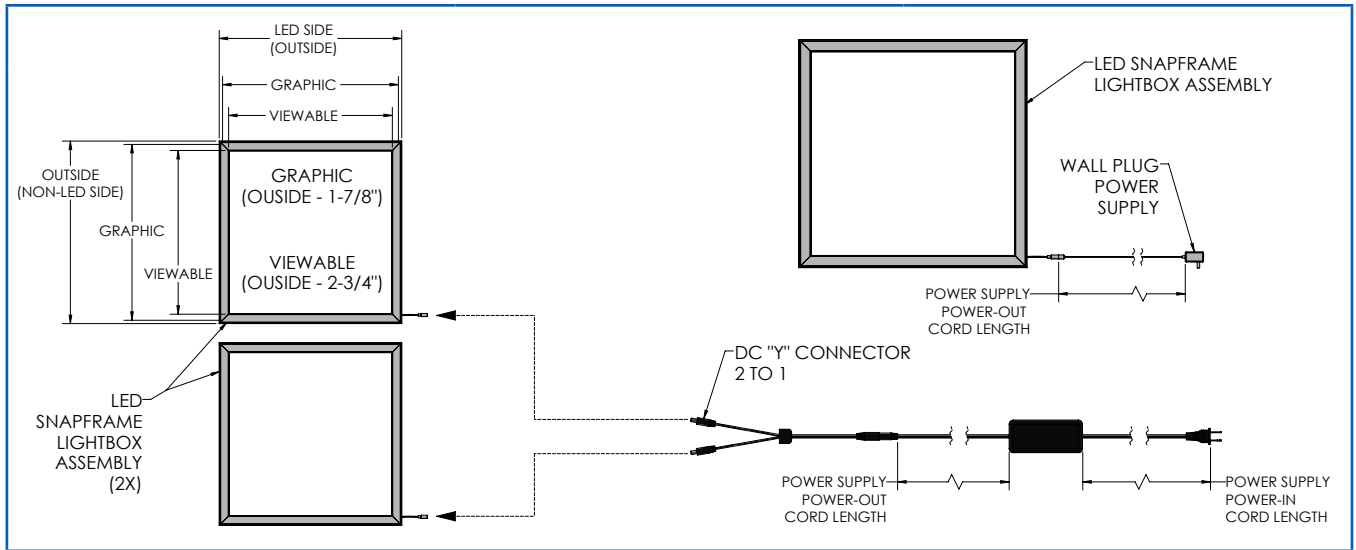 LED SIDE
(OUTSIDE)
GRAPHIC
VIEWABLE
OUTSIDE
(NON-LED SIDE)
GRAPHIC
VIEWABLE
GRAPHIC
(OUSIDE - 1-7/8")
VIEWABLE
(OUSIDE - 2-3/4")
LED
SNAPFRAME
LIGHTBOX
ASSEMBLY
(2X)
LED SNAPFRAME
LIGHTBOX ASSEMBLY
WALL PLUG
POWER
SUPPLY
POWER SUPPLY
POWER-OUT
CORD LENGTH
DC "Y" CONNECTOR
2 TO 1
POWER SUPPLY
POWER-OUT
CORD LENGTH
POWER SUPPLY
POWER-IN
CORD LENGTH